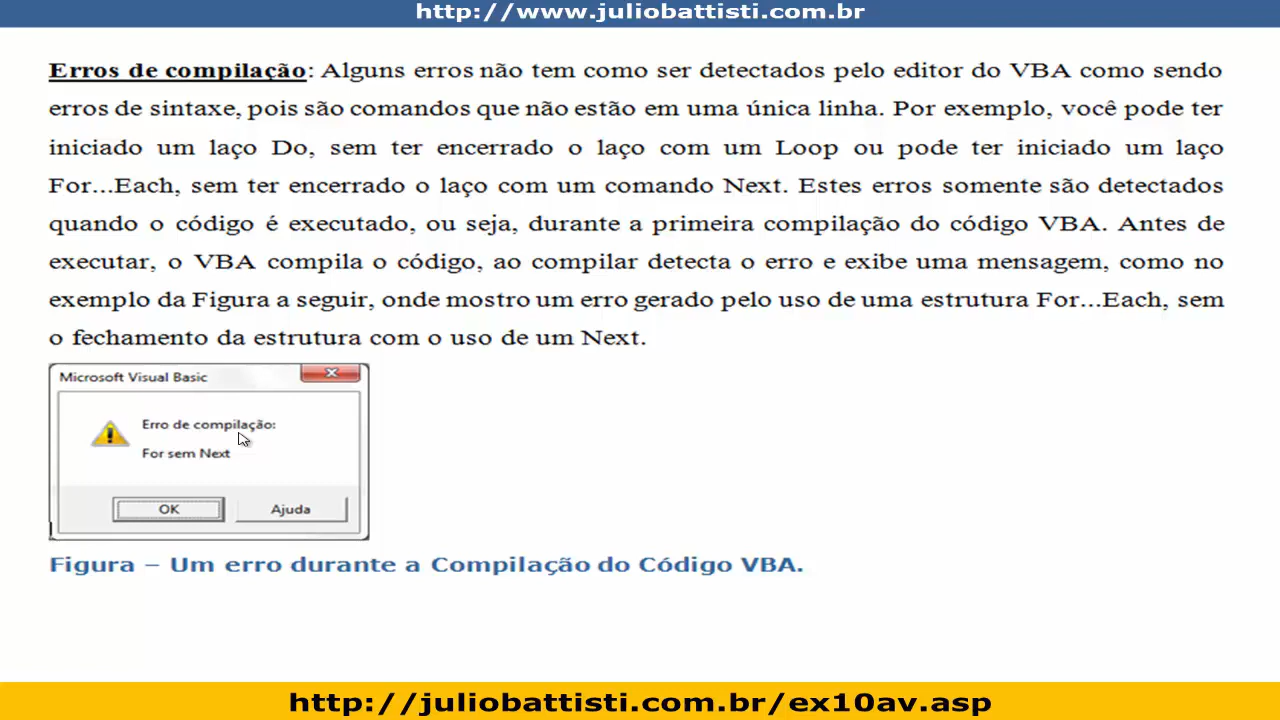 http://www.juliobattisti.com.br
Erros de compilação: Alguns erros não tem como ser detectados pelo editor do VBA como sendo
erros de sintaxe, pois são comandos que não estão em uma única linha. Por exemplo, você pode ter
iniciado um laço Do, sem ter encerrado o laço com um Loop ou pode ter iniciado um laço
For...Each, sem ter encerrado o laço com um comando Next. Estes erros somente são detectados
quando o código é executado, ou seja, durante a primeira compilação do código VBA. Antes de
executar, o VBA compila o código, ao compilar detecta o erro e exibe uma mensagem, como no
exemplo da Figura a seguir, onde mostro um erro gerado pelo uso de uma estrutura For...Each, sem
o fechamento da estrutura com o uso de um Next.
Microsoft Visual Basic
Erro de compilação:
For sem Next
OK Ajuda
Figura – Um erro durante a Compilação do Código VBA.
http://juliobattisti.com.br/ex10av.asp